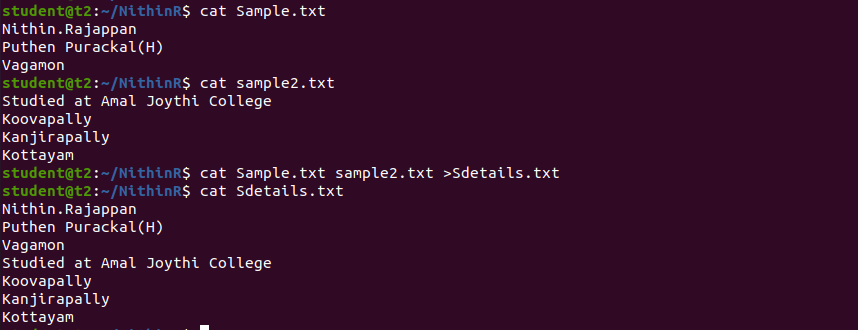 student@t2:~/NithinR$ cat Sample.txt
Nithin.Rajappan
Puthen Purackal(H)
Vagamon
student@t2:~/NithinR$ cat sample2.txt
Studied at Amal Joythi College
Koovapally
Kanjirapally
Kottayam
student@t2:~/NithinR$ cat Sample.txt sample2.txt >Sdetails.txt
student@t2:~/NithinR$ cat Sdetails.txt
Nithin.Rajappan
Puthen Purackal(H)
Vagamon
Studied at Amal Joythi College
Koovapally
Kanjirapally
Kottayam